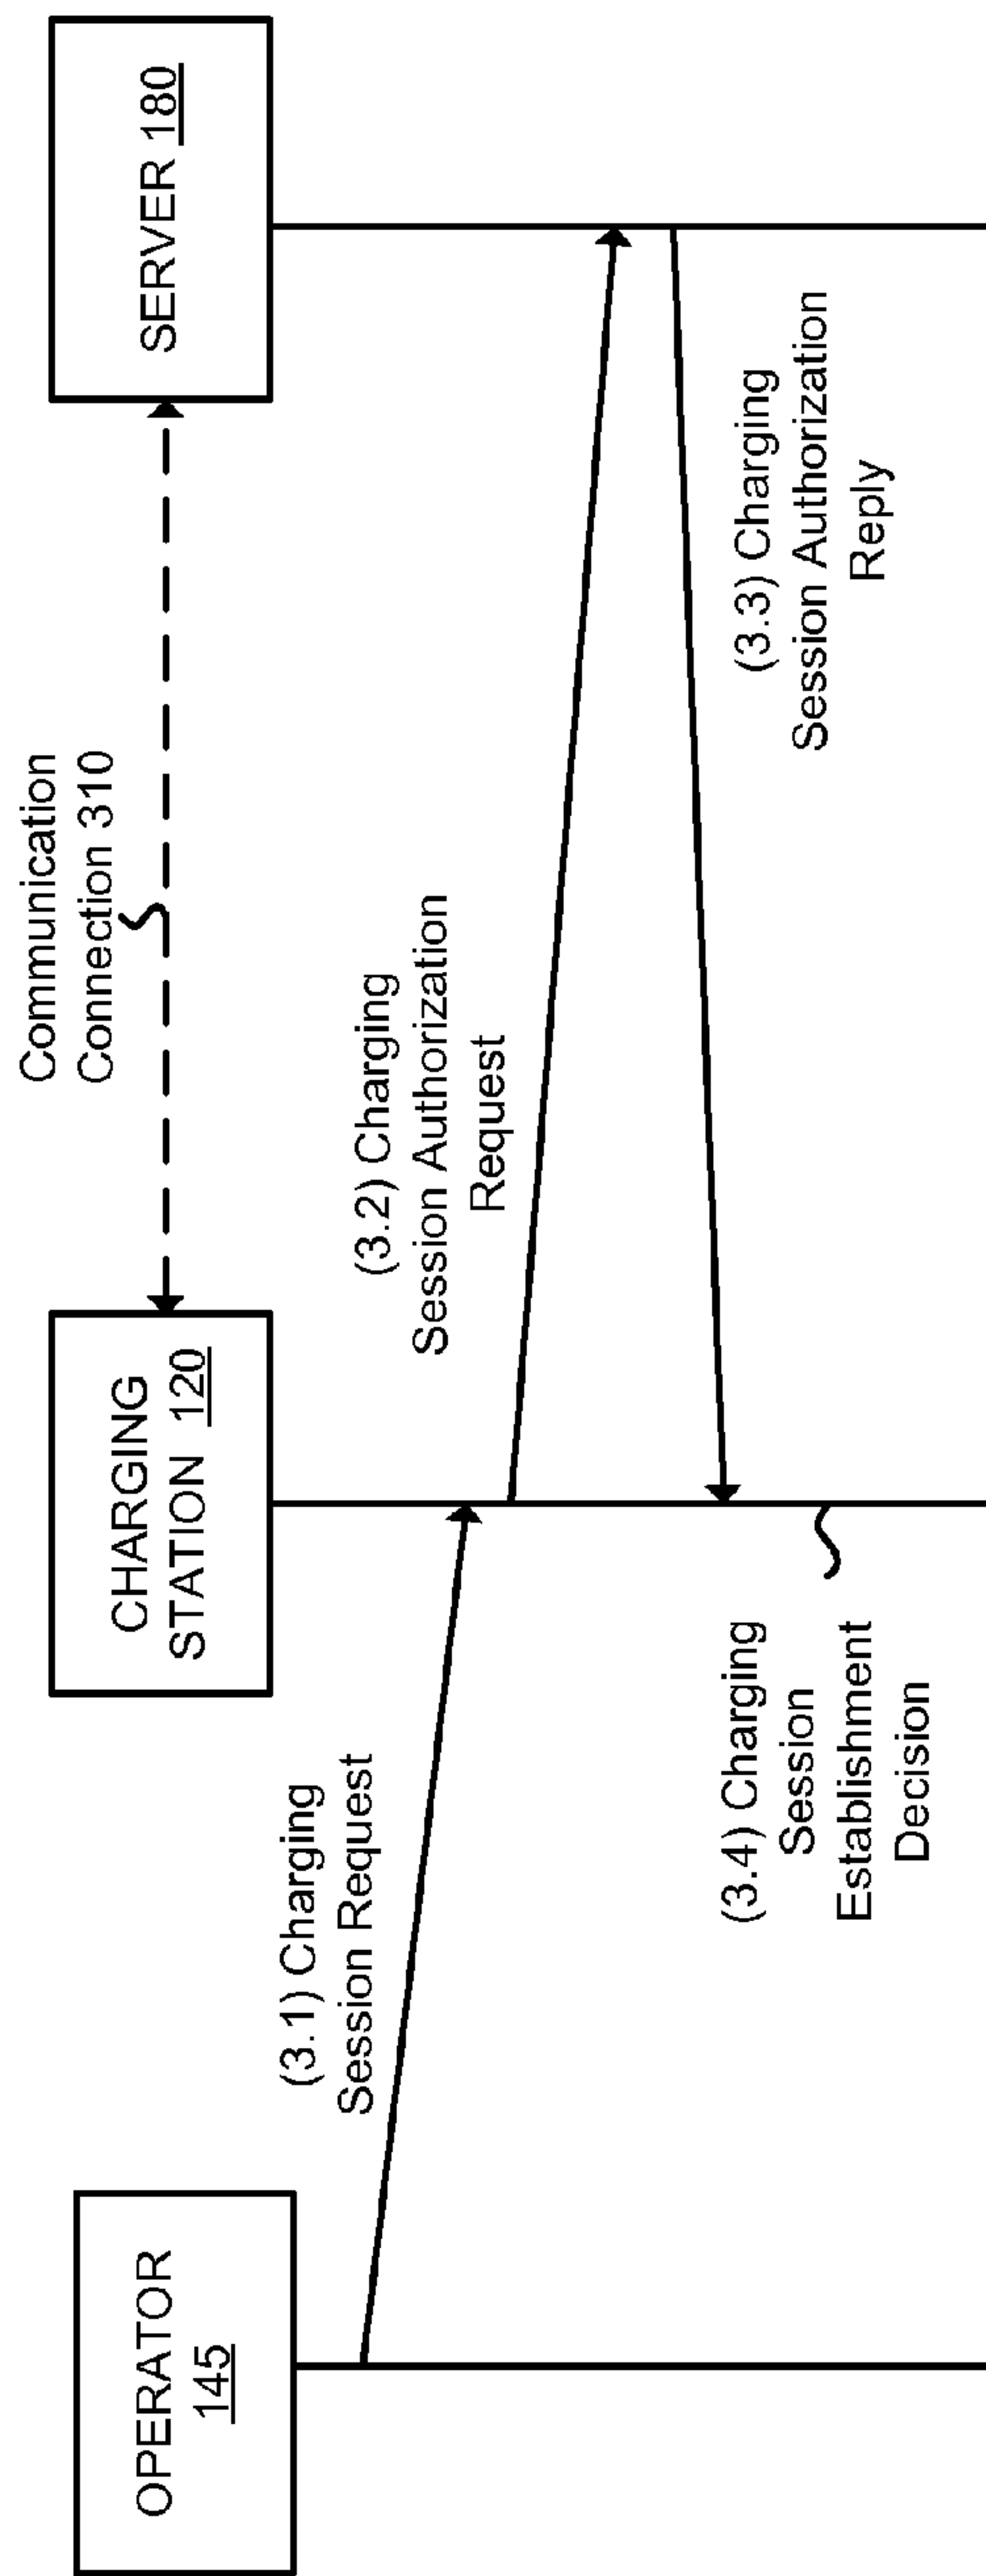 OPERATOR
145
CHARGING
STATION 120
Communication
Connection 310
SERVER 180
(3.1) Charging
Session Request
(3.2) Charging
Session Authorization
Request
(3.3) Charging
Session Authorization
Reply
(3.4) Charging
Session
Establishment
Decision